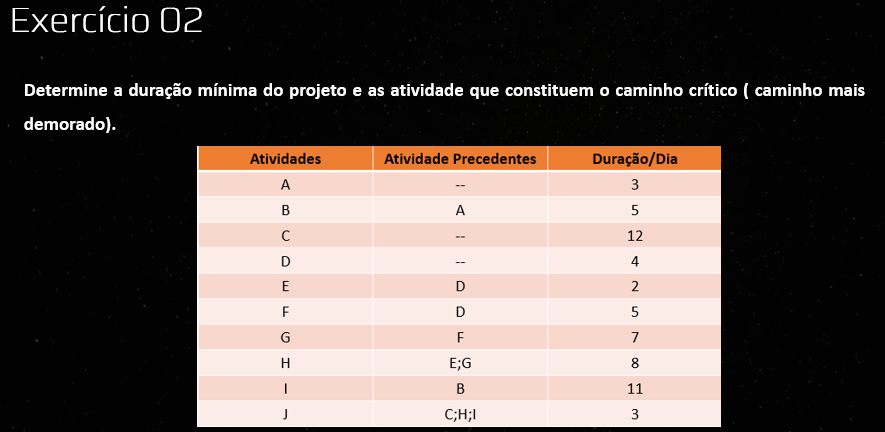 Exercício 02
Determine a duração mínima do projeto e as atividade que constituem o caminho crítico ( caminho mais
demorado).
Atividades Atividade Precedentes Duração/Dia
A -- 3
B A 5
C -- 12
D -- 4
E D 2
F D 5
G F 7
H E;G 8
I B 11
J C;H;I 3